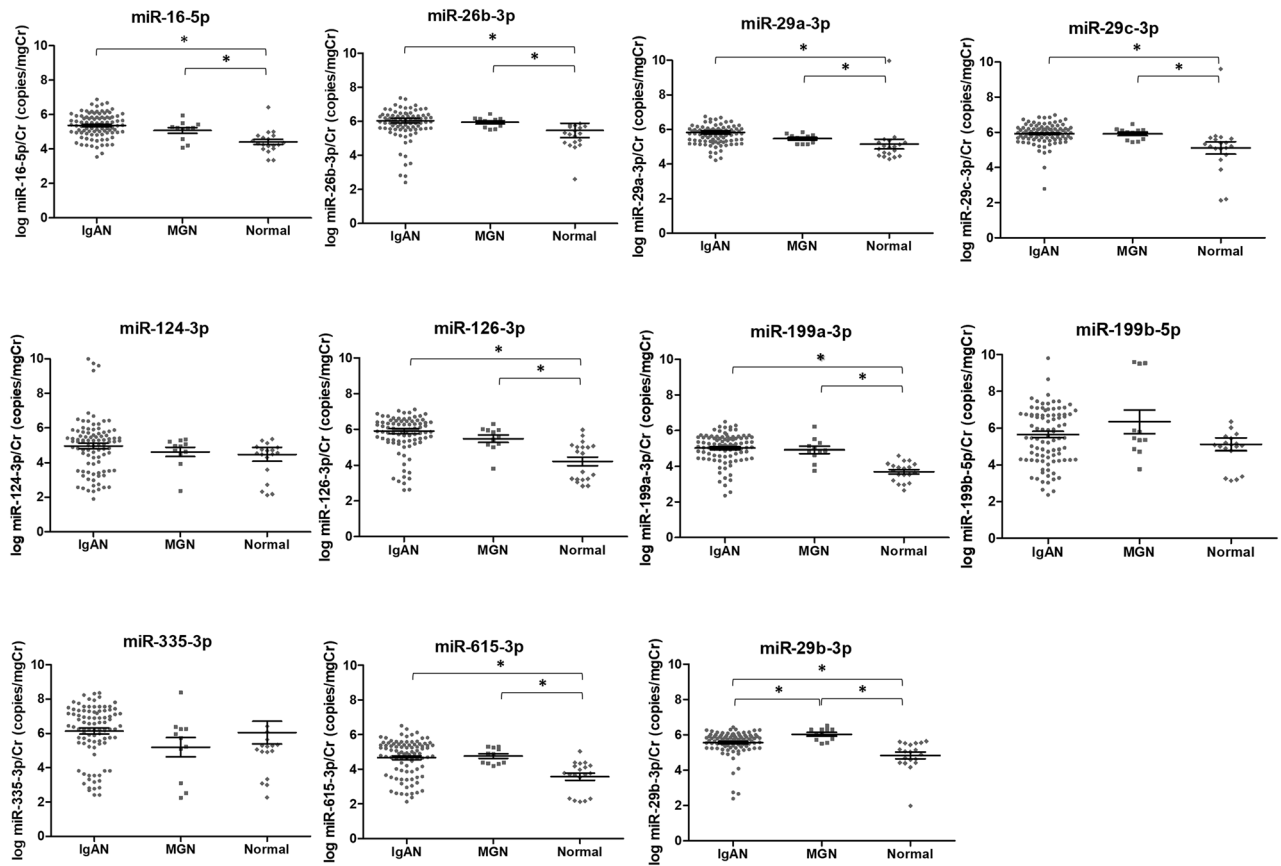 miR-16-5p
log miR-16-5p/Cr (copies/mgCr)
10
8
6
4
2
0
*
*
IgAN MGN Normal
miR-26b-3p
log miR-26b-3p/Cr (copies/mgCr)
10
8
6
4
2
0
*
*
IgAN MGN Normal
miR-29a-3p
log miR-29a-3p/Cr (copies/mgCr)
10
8
6
4
2
0
*
*
IgAN MGN Normal
miR-29c-3p
log miR-29c-3p/Cr (copies/mgCr)
10
8
6
4
2
0
*
*
IgAN MGN Normal
miR-124-3p
log miR-124-3p/Cr (copies/mgCr)
10
8
6
4
2
0
IgAN MGN Normal
miR-126-3p
log miR-126-3p/Cr (copies/mgCr)
10
8
6
4
2
0
*
*
IgAN MGN Normal
miR-199a-3p
log miR-199a-3p/Cr (copies/mgCr)
10
8
6
4
2
0
*
*
IgAN MGN Normal
miR-199b-5p
log miR-199b-5p/Cr (copies/mgCr)
10
8
6
4
2
0
IgAN MGN Normal
miR-335-3p
log miR-335-3p/Cr (copies/mgCr)
10
8
6
4
2
0
IgAN MGN Normal
miR-615-3p
log miR-615-3p/Cr (copies/mgCr)
10
8
6
4
2
0
*
*
IgAN MGN Normal
miR-29b-3p
log miR-29b-3p/Cr (copies/mgCr)
10
8
6
4
2
0
*
*
*
IgAN MGN Normal